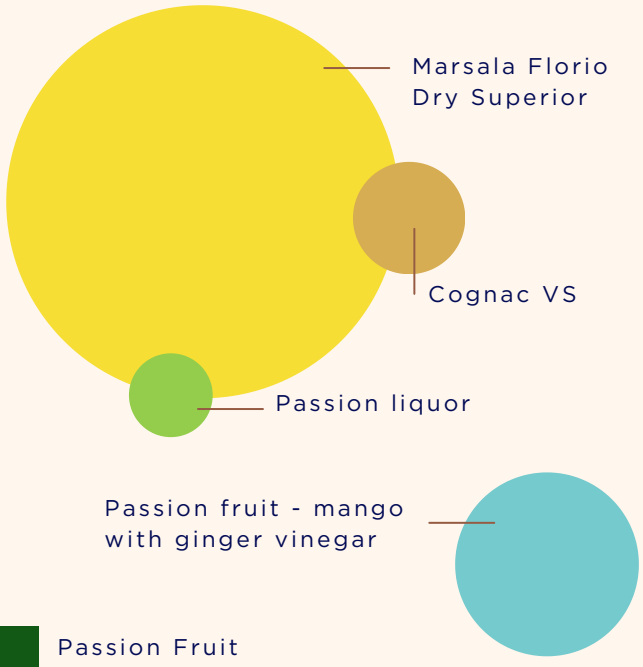 Marsala Florio
Dry Superior
Cognac VS
Passion liquor
Passion fruit - mango
with ginger vinegar
Passion Fruit